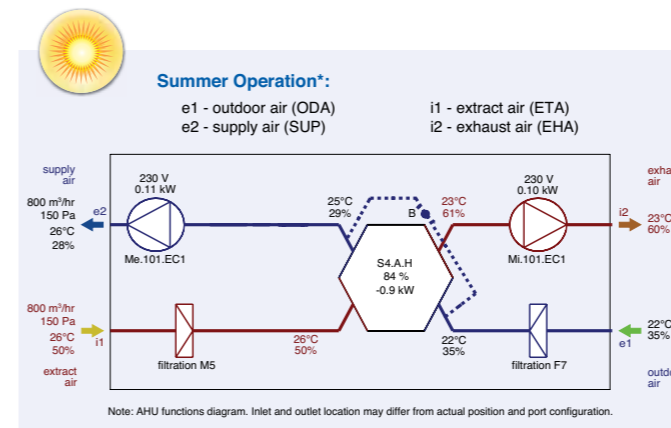 Summer Operation*:
e1 - outdoor air (ODA)
i1 - extract air (ETA)
e2 - supply air (SUP)
i2 - exhaust air (EHA)
supply
air
800 m³/hr
150 Pa
26°C
28%
e2
230 V
0.11 kW
Me.101.EC1
25°C
29%
B
23°C
61%
230 V
0.10 kW
Mi.101.EC1
exha
air
i2
23°C
60%
S4.A.H
84 %
-0.9 kW
800 m³/hr
150 Pa
26°C
50%
i1
extract
air
filtration M5
26°C
50%
22°C
35%
filtration F7
22°C
35%
e1
outdo
air
Note: AHU functions diagram. Inlet and outlet location may differ from actual position and port configuration.